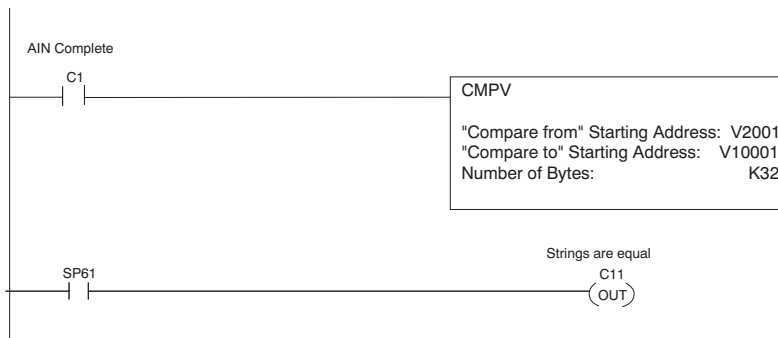 AIN Complete
C1
CMPV
"Compare from" Starting Address: V2001
"Compare to" Starting Address: V10001
Number of Bytes: K32
Strings are equal
SP61
C11
OUT